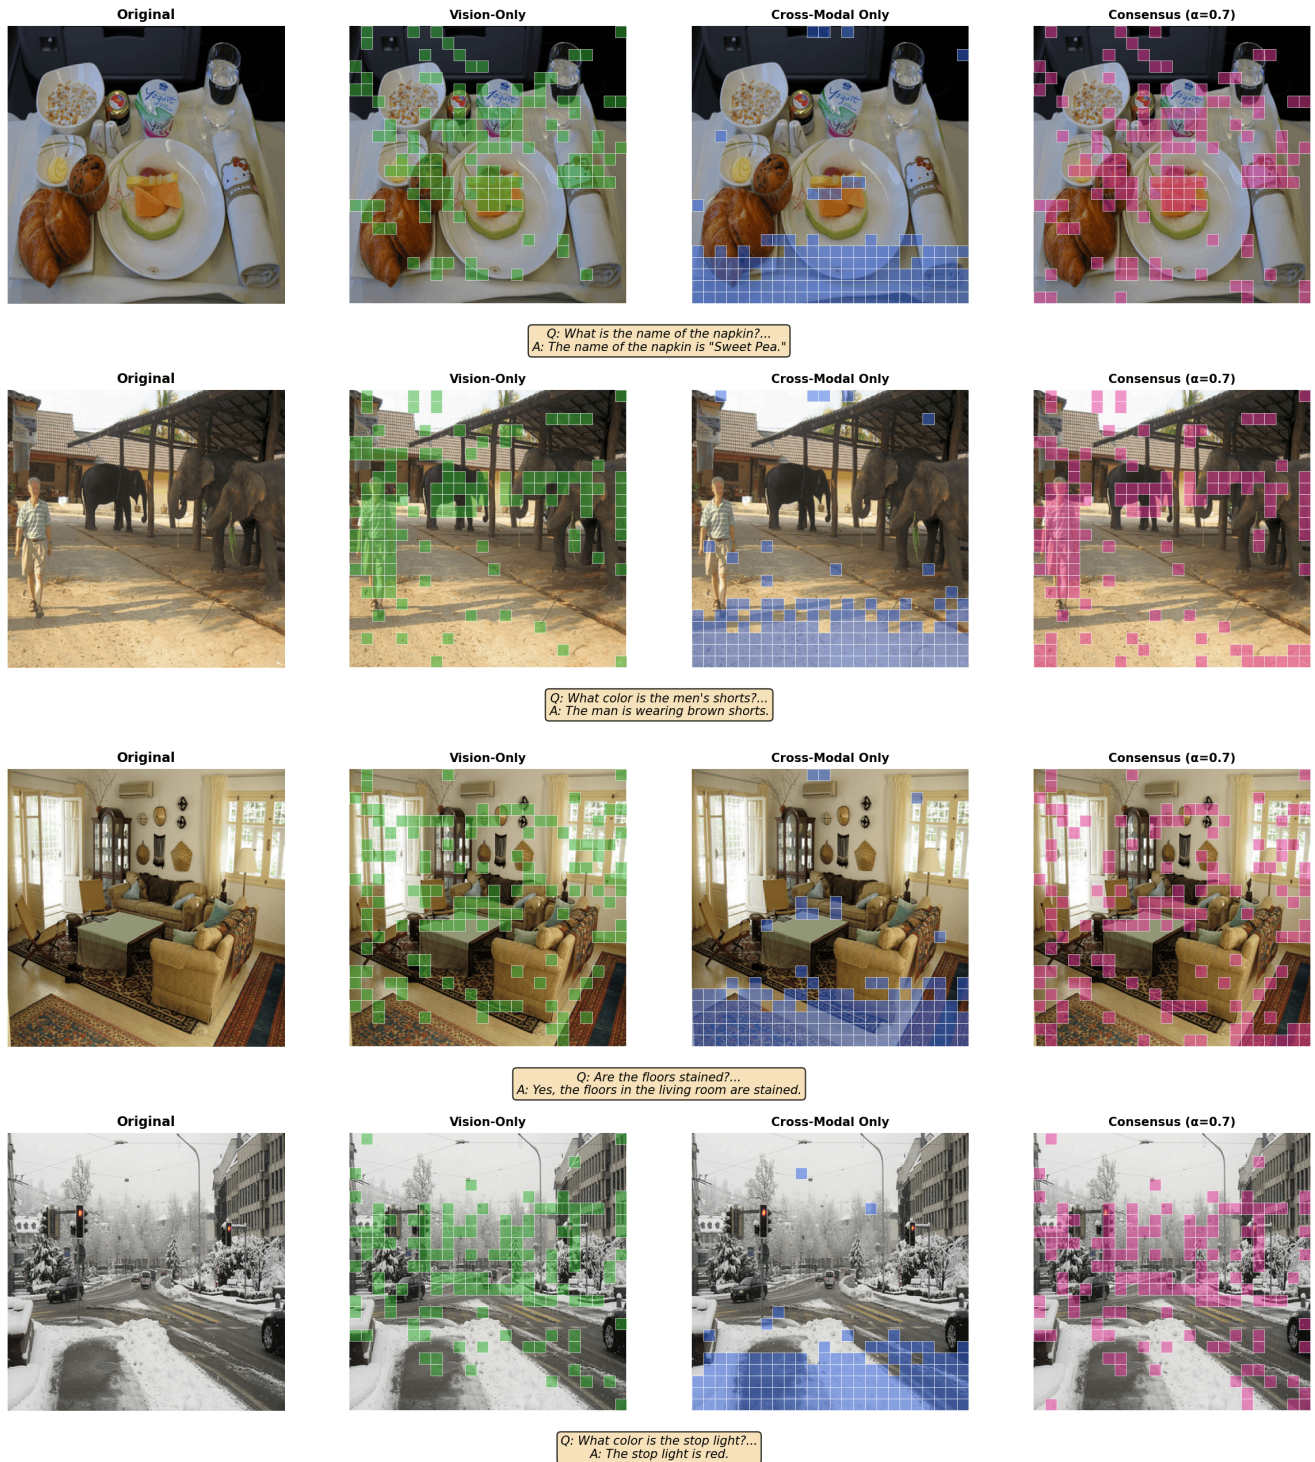 Original
Vision-Only
Cross-Modal Only
Consensus (α=0.7)
Yogurt
Q: What is the name of the napkin?...
A: The name of the napkin is "Sweet Pea."
Original
Vision-Only
Cross-Modal Only
Consensus (α=0.7)
Q: What color is the men's shorts?...
A: The man is wearing brown shorts.
Original
Vision-Only
Cross-Modal Only
Consensus (α=0.7)
Q: Are the floors stained?...
A: Yes, the floors in the living room are stained.
Original
Vision-Only
Cross-Modal Only
Consensus (α=0.7)
Q: What color is the stop light?...
A: The stop light is red.